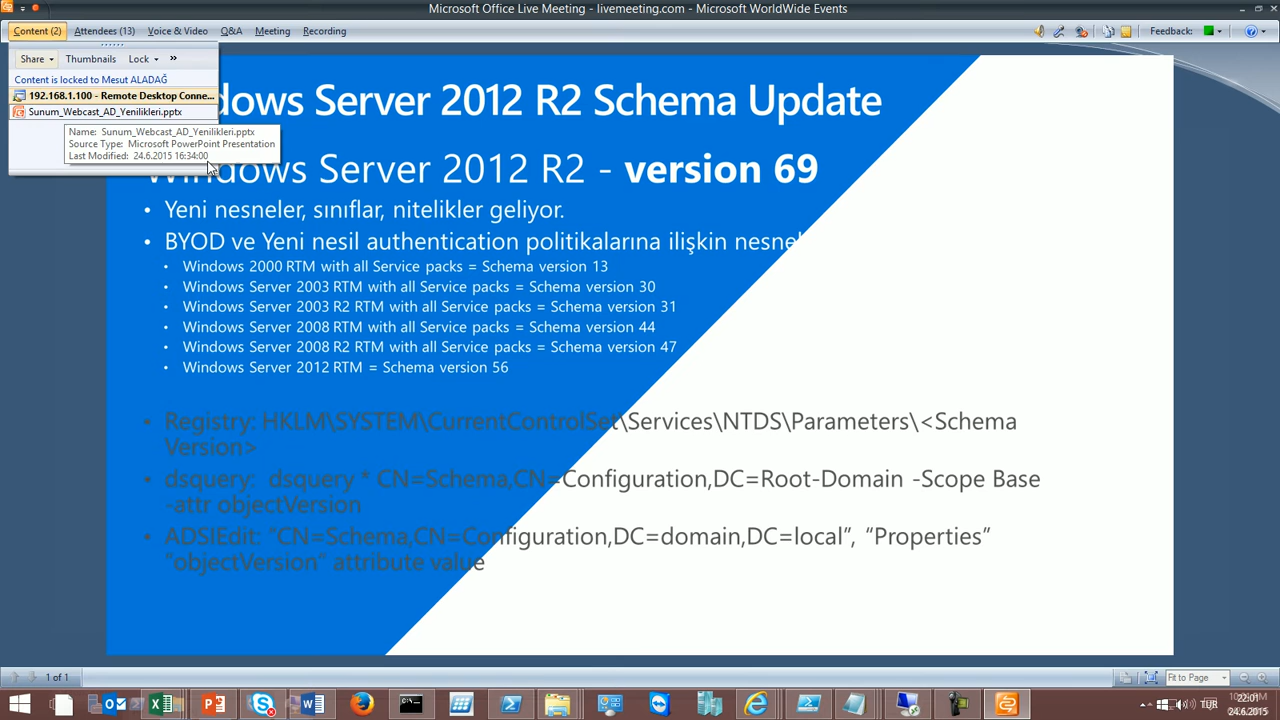 Microsoft Office Live Meeting - livemeeting.com - Microsoft WorldWide Events
Content (2) Attendees (13) Voice & Video Q&A Meeting Recording
Feedback:
Share Thumbnails Lock »
Content is locked to Mesut ALADAĞ
192.168.1.100 - Remote Desktop Conne...
Sunum_Webcast_AD_Yenilikleri.pptx
Name: Sunum_Webcast_AD_Yenilikleri.pptx
Source Type: Microsoft PowerPoint Presentation
Last Modified: 24.6.2015 16:34:00
dows Server 2012 R2 Schema Update
Windows Server 2012 R2 - version 69
• Yeni nesneler, sınıflar, nitelikler geliyor.
• BYOD ve Yeni nesil authentication politikalarına ilişkin nesnel
• Windows 2000 RTM with all Service packs = Schema version 13
• Windows Server 2003 RTM with all Service packs = Schema version 30
• Windows Server 2003 R2 RTM with all Service packs = Schema version 31
• Windows Server 2008 RTM with all Service packs = Schema version 44
• Windows Server 2008 R2 RTM with all Service packs = Schema version 47
• Windows Server 2012 RTM = Schema version 56
• Registry: HKLM\SYSTEM\CurrentControlSet\Services\NTDS\Parameters\<Schema
Version>
• dsquery: dsquery * CN=Schema,CN=Configuration,DC=Root-Domain -Scope Base
-attr objectVersion
• ADSIEdit: “CN=Schema,CN=Configuration,DC=domain,DC=local”, “Properties”
“objectVersion” attribute value
1 of 1
Fit to Page
TUR
22:01
24.6.2015